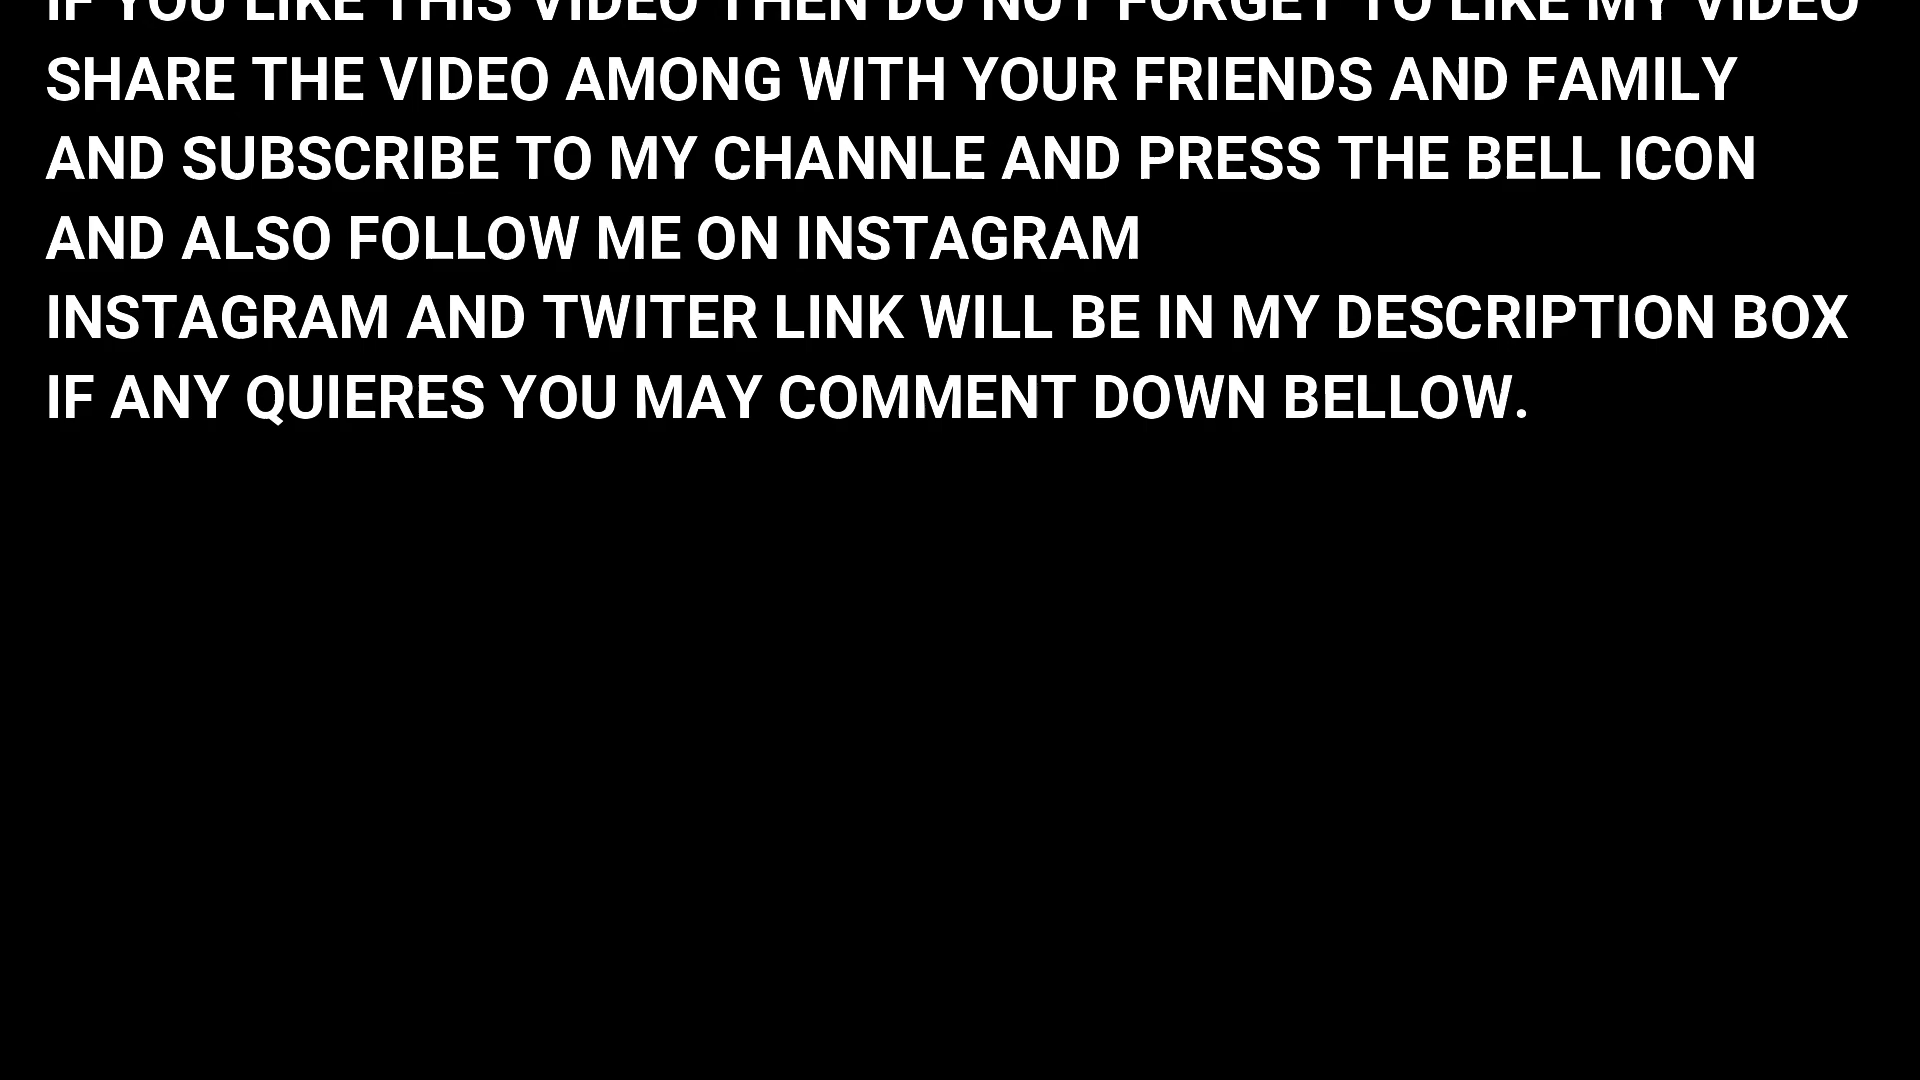 IF YOU LIKE THIS VIDEO THEN DO NOT FORGET TO LIKE MY VIDEO
SHARE THE VIDEO AMONG WITH YOUR FRIENDS AND FAMILY
AND SUBSCRIBE TO MY CHANNLE AND PRESS THE BELL ICON
AND ALSO FOLLOW ME ON INSTAGRAM
INSTAGRAM AND TWITER LINK WILL BE IN MY DESCRIPTION BOX
IF ANY QUIERES YOU MAY COMMENT DOWN BELLOW.